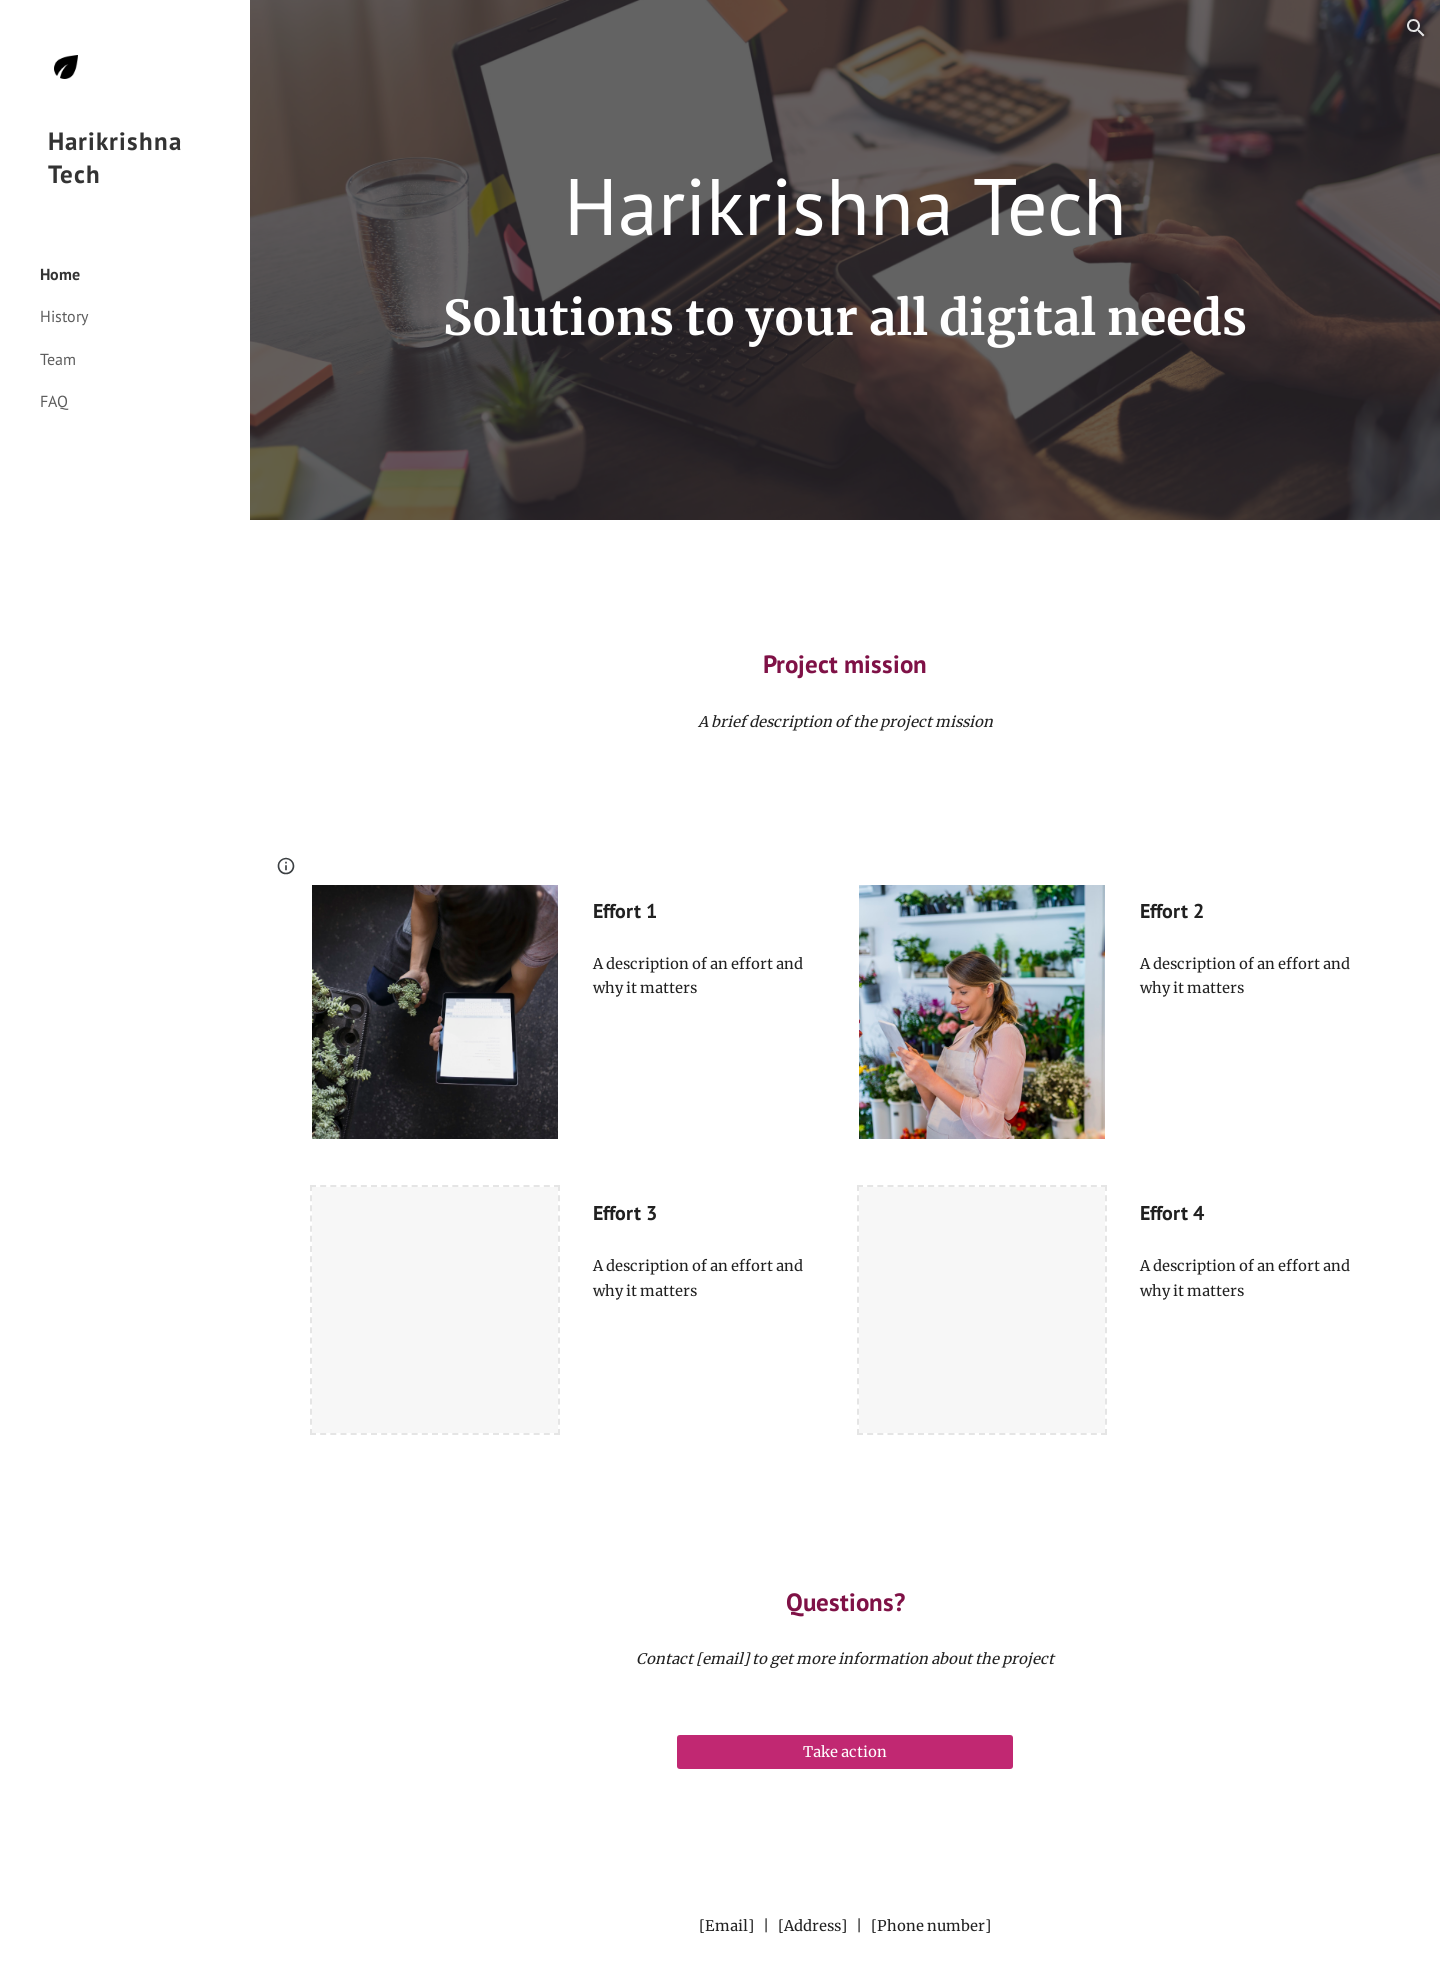 Harikrishna
Tech
Home
History
Team
FAQ
Harikrishna Tech
Solutions to your all digital needs
Project mission
A brief description of the project mission
Effort 1
A description of an effort and
why it matters
Effort 2
A description of an effort and
why it matters
Effort 3
A description of an effort and
why it matters
Effort 4
A description of an effort and
why it matters
Questions?
Contact [email] to get more information about the project
Take action
[Email] | [Address] | [Phone number]